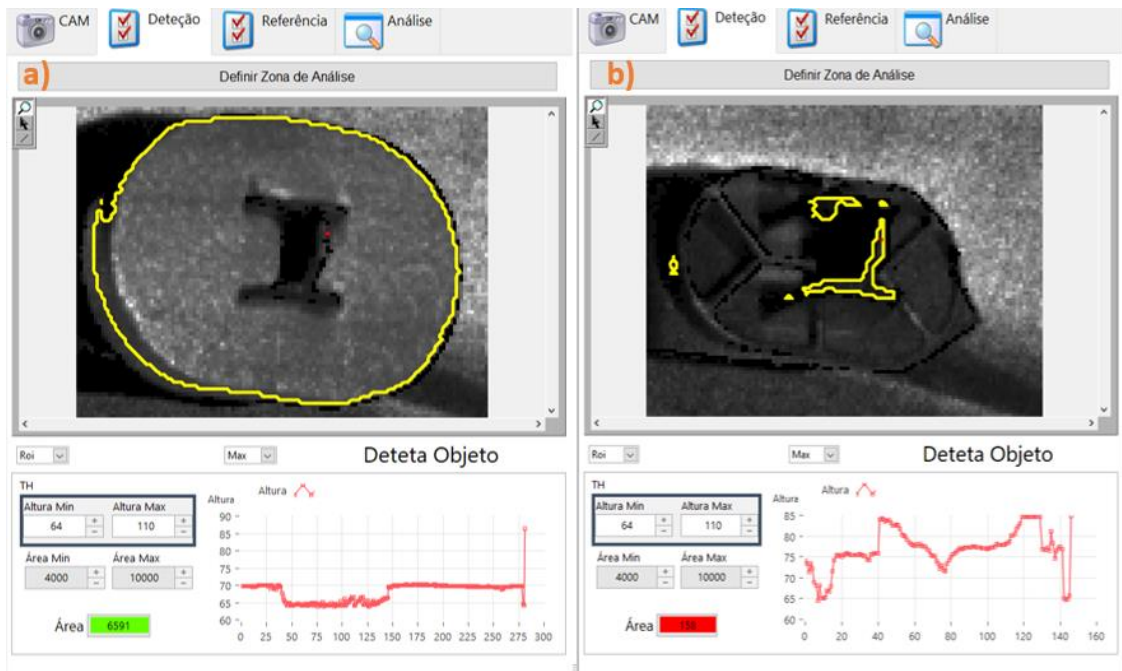 CAM Deteção Referência Análise
a) Definir Zona de Análise
Roi Max Deteta Objeto
TH
Altura Min Altura Max
64 110
Área Min Área Max
4000 10000
Área 6591
Altura Altura
90
85
80
75
70
65
60
0 25 50 75 100 125 150 175 200 225 250 275 300
CAM Deteção Referência Análise
b) Definir Zona de Análise
Roi Max Deteta Objeto
TH
Altura Min Altura Max
64 110
Área Min Área Max
4000 10000
Área 156
Altura Altura
85
80
75
70
65
60
0 20 40 60 80 100 120 140 160